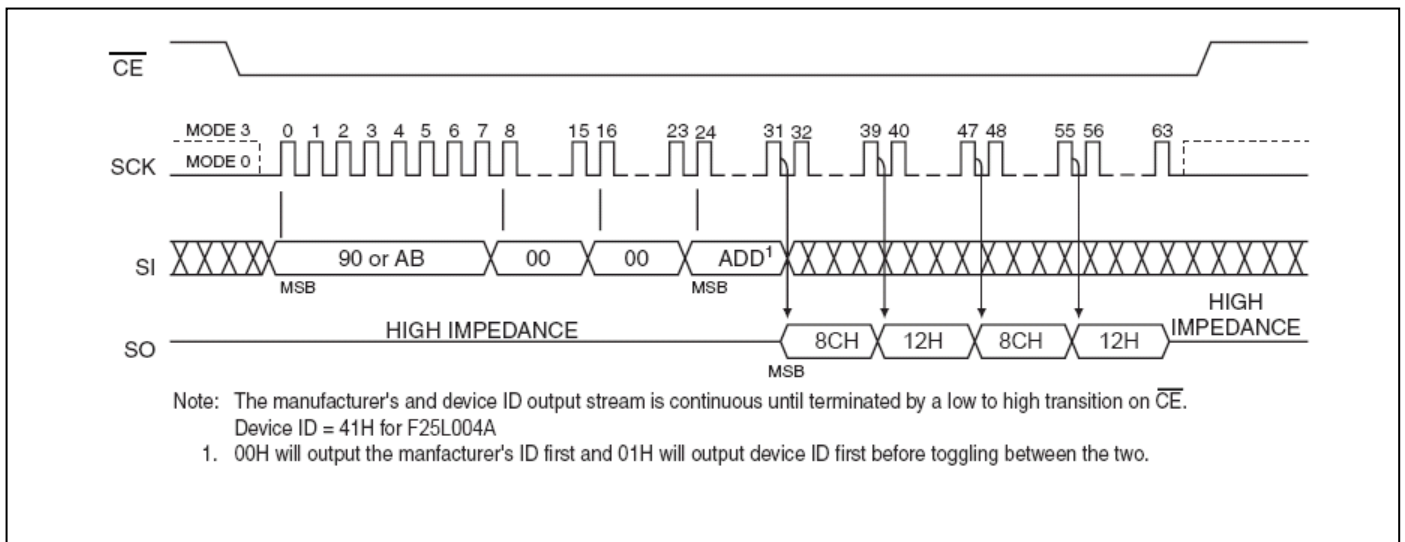 CE
MODE 3
0 1 2 3 4 5 6 7 8 15 16 23 24 31 32 39 40 47 48 55 56 63
SCK
MODE 0
SI
90 or AB
00
00
ADD1
MSB
MSB
SO
HIGH IMPEDANCE
8CH
12H
8CH
12H
HIGH
IMPEDANCE
MSB
Note: The manufacturer's and device ID output stream is continuous until terminated by a low to high transition on CE.
Device ID = 41H for F25L004A
1. 00H will output the manfacturer's ID first and 01H will output device ID first before toggling between the two.